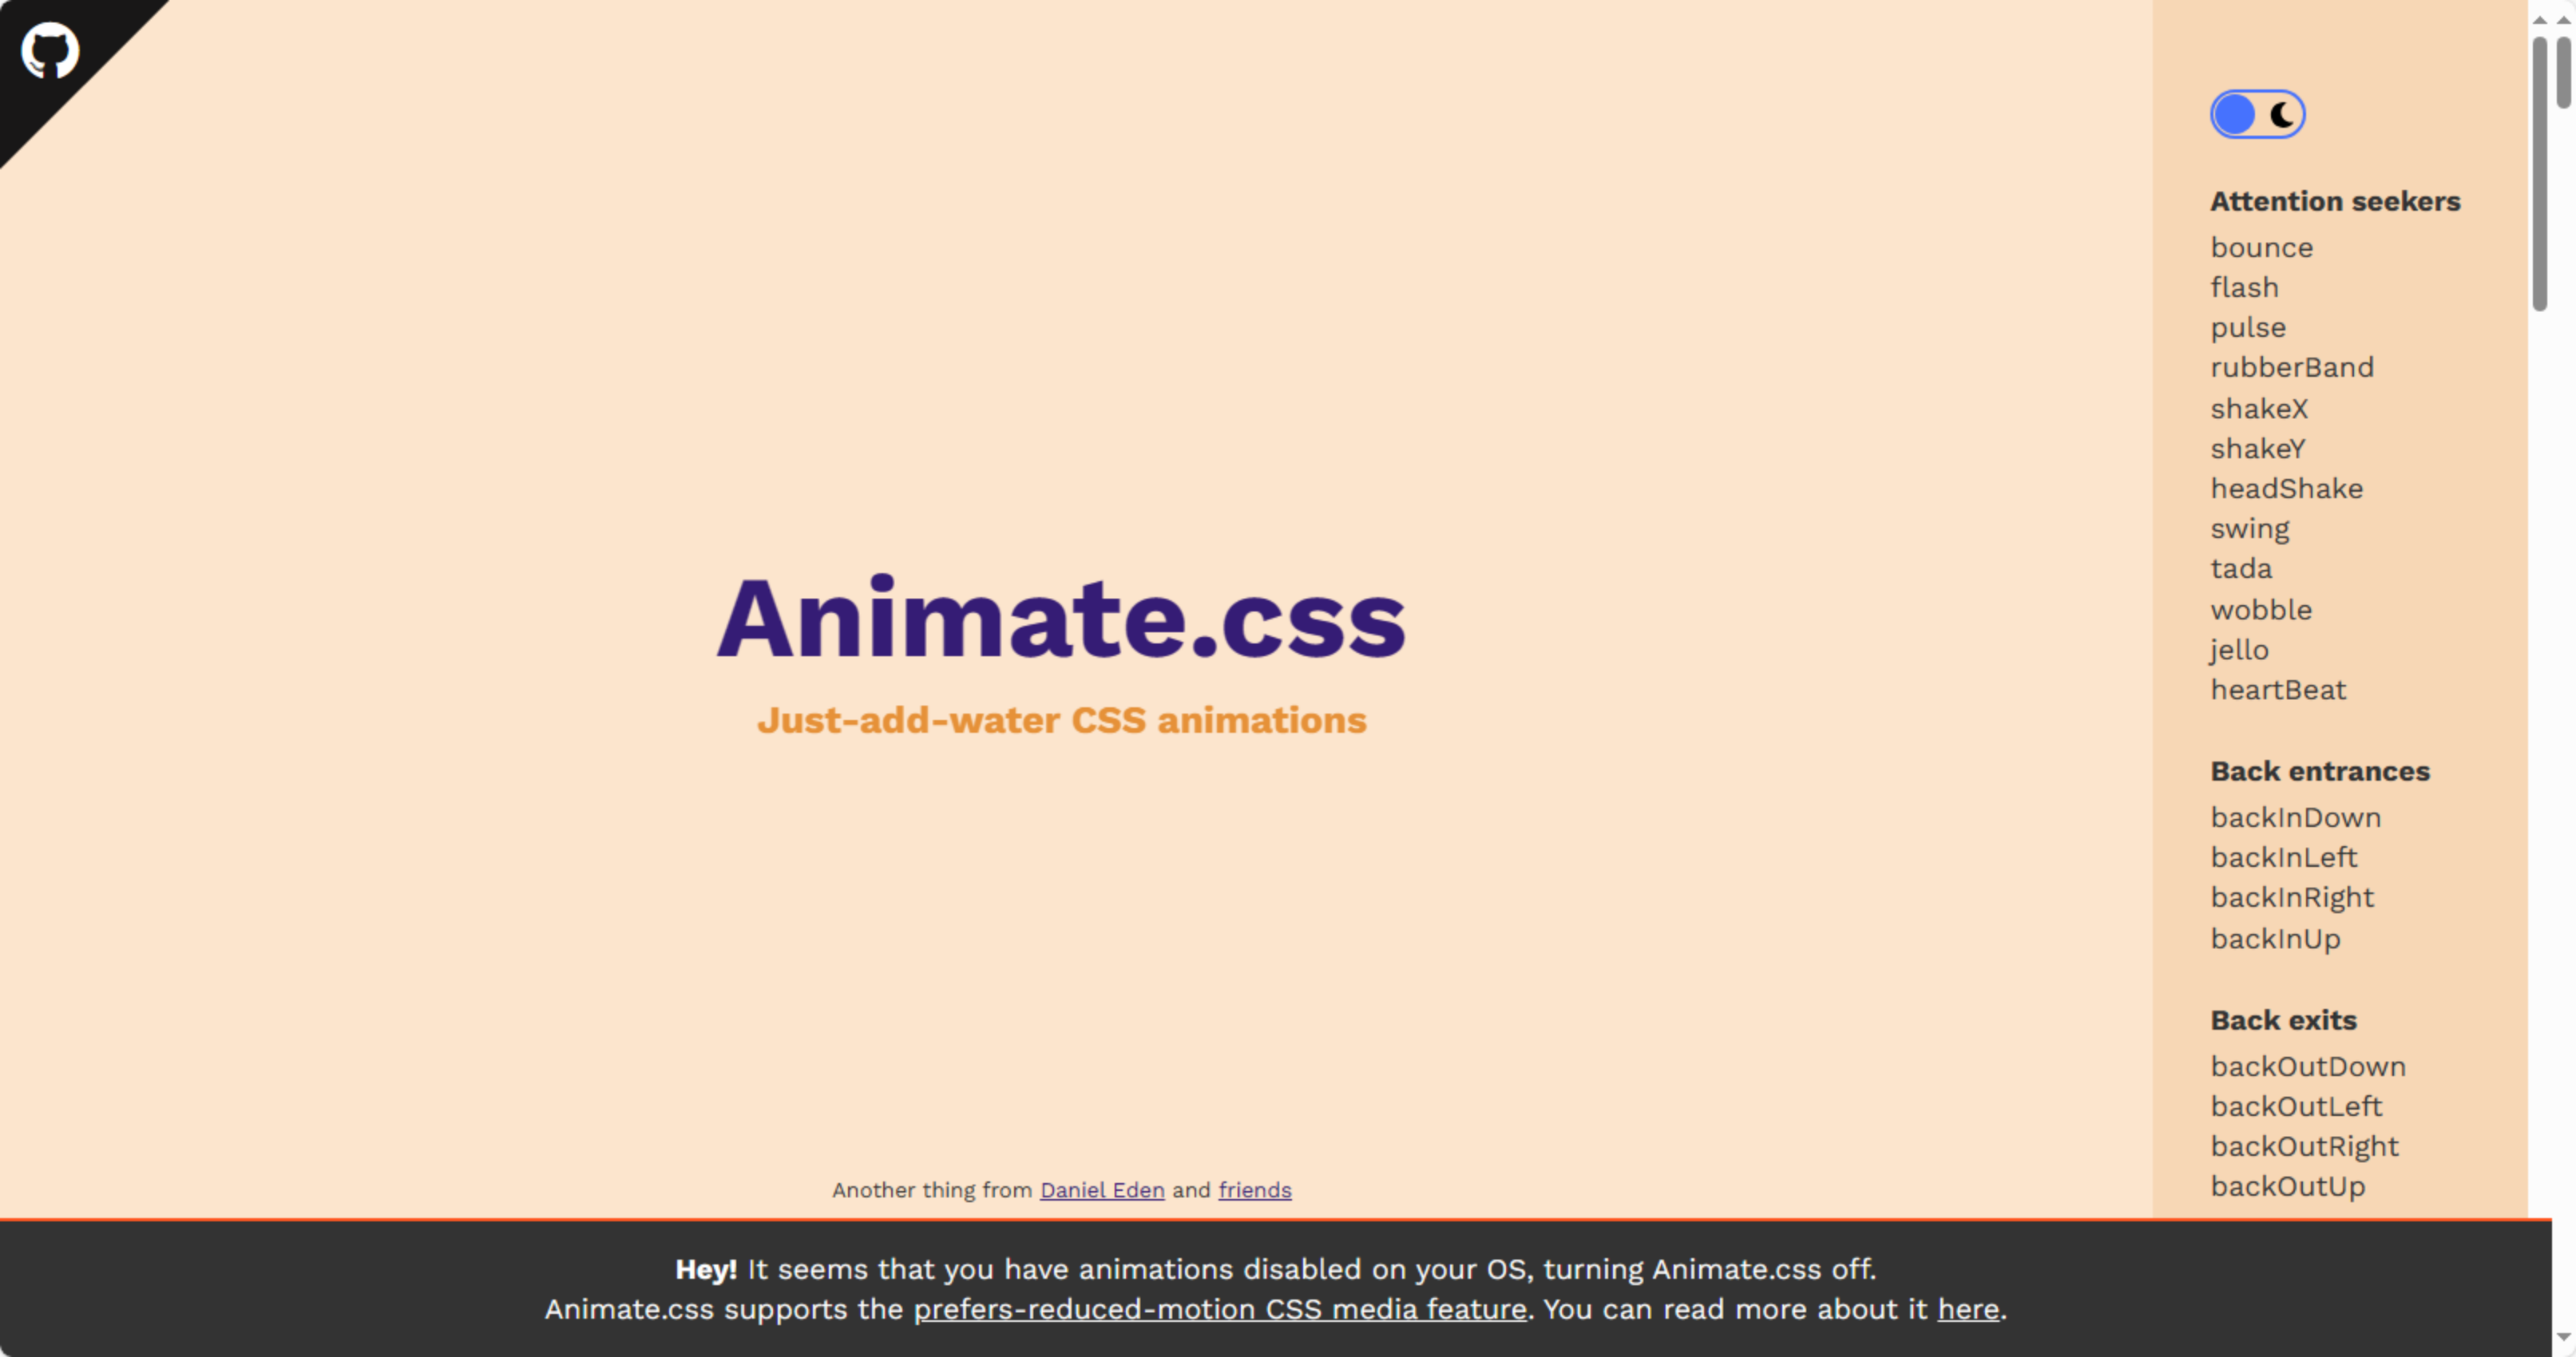 Animate.css
Just-add-water CSS animations
Another thing from Daniel Eden and friends
Attention seekers
bounce
flash
pulse
rubberBand
shakeX
shakeY
headShake
swing
tada
wobble
jello
heartBeat
Back entrances
backInDown
backInLeft
backInRight
backInUp
Back exits
backOutDown
backOutLeft
backOutRight
backOutUp
Hey! It seems that you have animations disabled on your OS, turning Animate.css off.
Animate.css supports the prefers-reduced-motion CSS media feature. You can read more about it here.